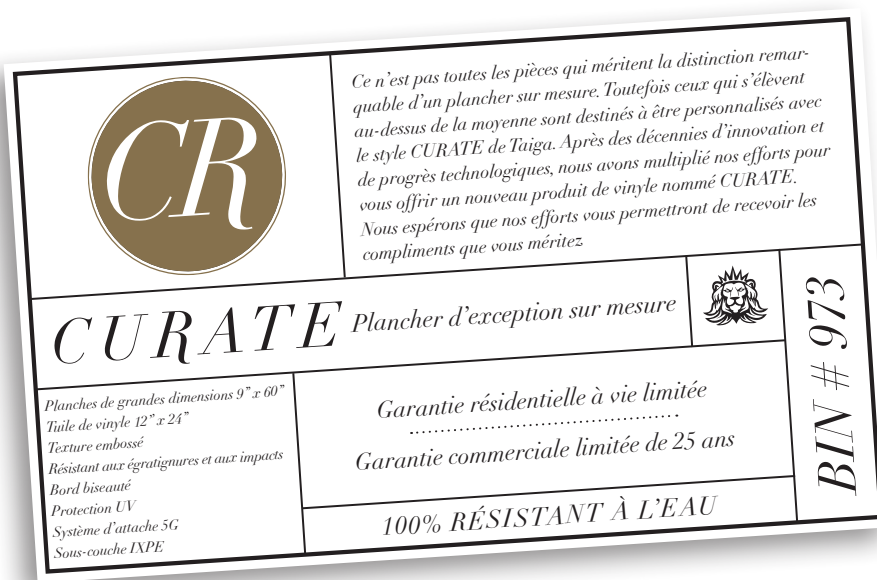 CR
Ce n'est pas toutes les pièces qui méritent la distinction remar-
quable d'un plancher sur mesure. Toutefois ceux qui s'élèvent
au-dessus de la moyenne sont destinés à être personnalisés avec
le style CURATE de Taiga. Après des décennies d'innovation et
de progrès technologiques, nous avons multiplié nos efforts pour
vous offrir un nouveau produit de vinyle nommé CURATE.
Nous espérons que nos efforts vous permettront de recevoir les
compliments que vous méritez.
CURATE Plancher d'exception sur mesure
BIN # 973
Planches de grandes dimensions 9" x 60"
Tuile de vinyle 12" x 24"
Texture embossé
Résistant aux égratignures et aux impacts
Bord biseauté
Protection UV
Système d'attache 5G
Sous-couche IXPE
Garantie résidentielle à vie limitée
Garantie commerciale limitée de 25 ans
100% RÉSISTANT À L'EAU